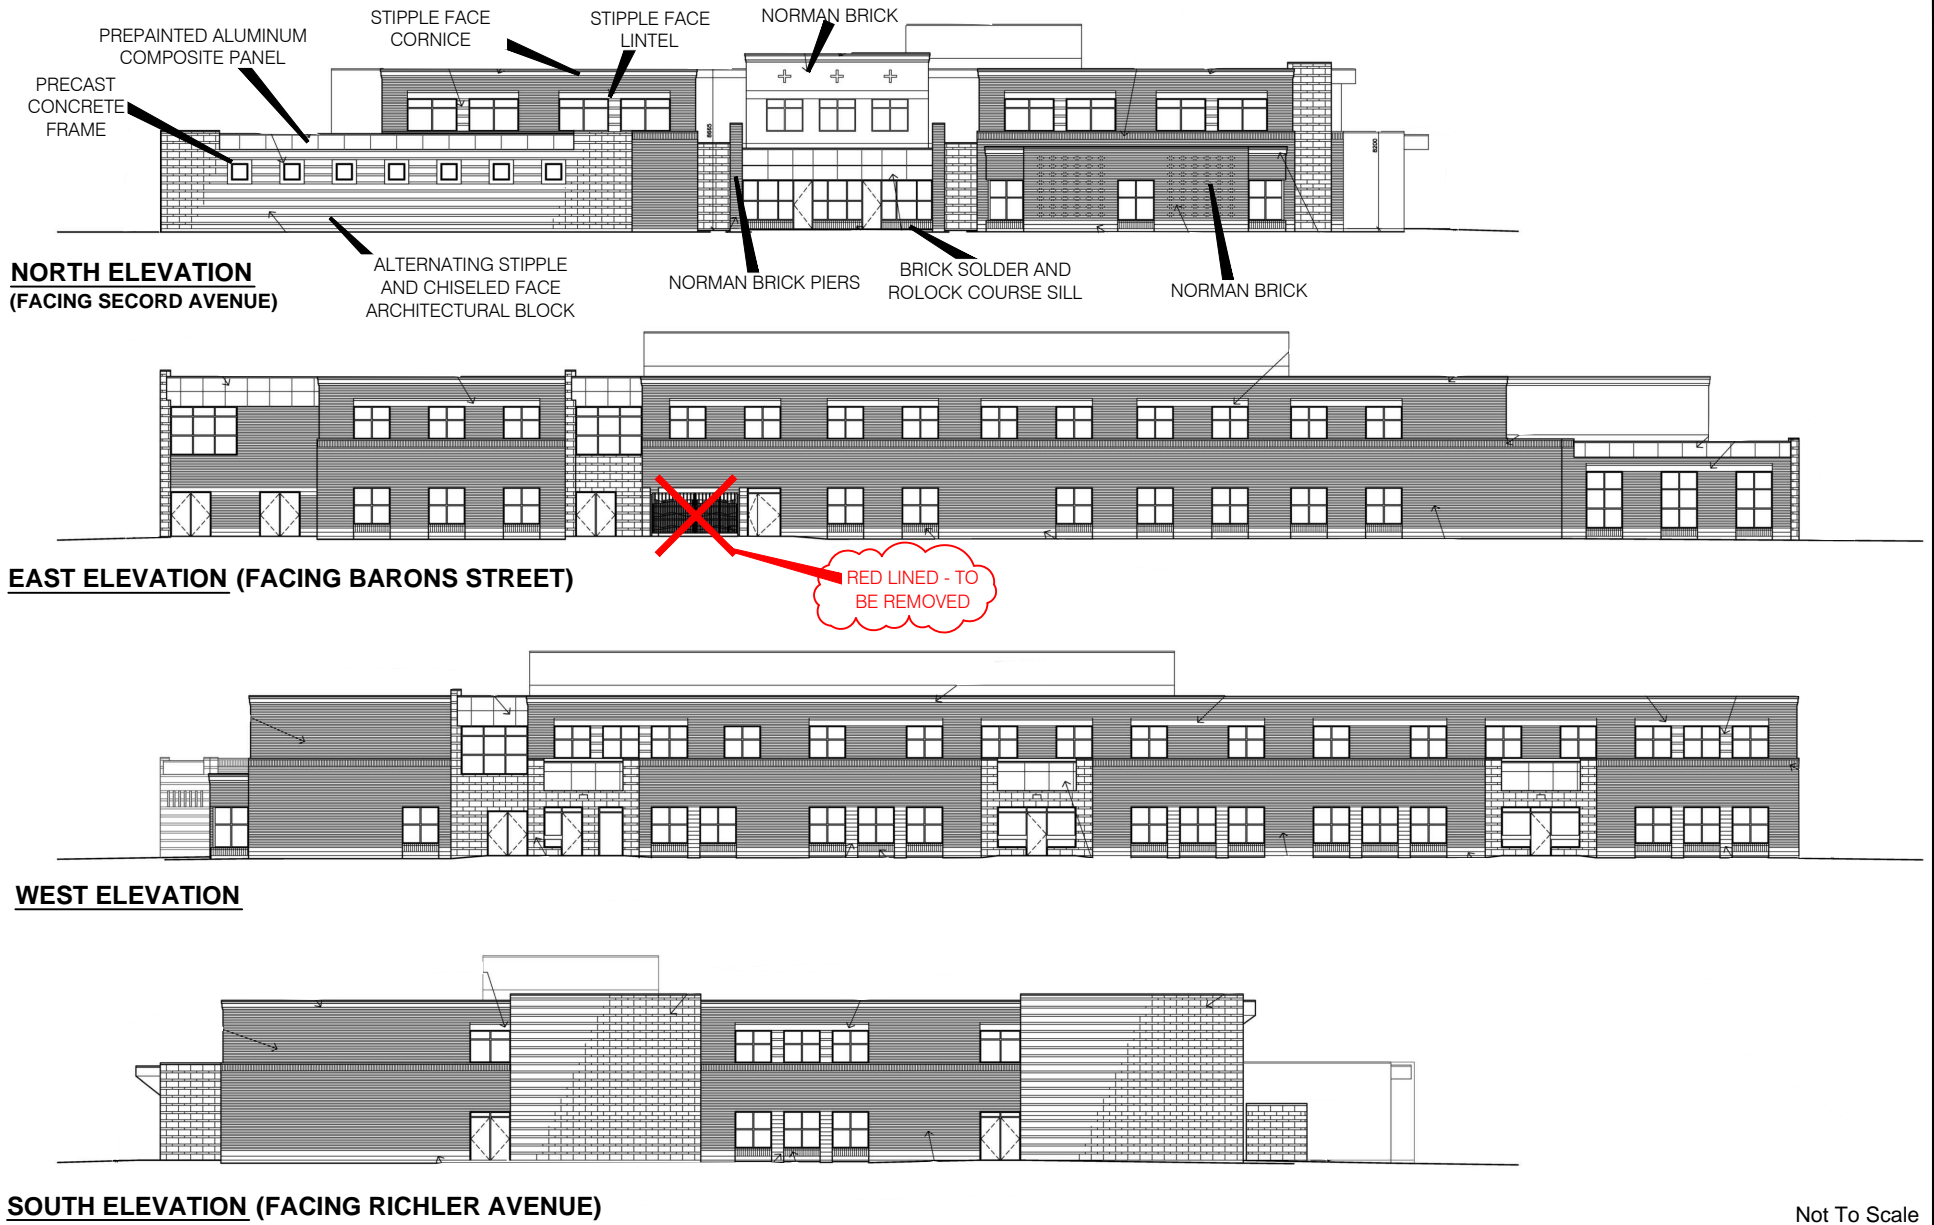 STIPPLE FACE
CORNICE
STIPPLE FACE
LINTEL
NORMAN BRICK
PREPAINTED ALUMINUM
COMPOSITE PANEL
PRECAST
CONCRETE
FRAME
8665
8200
NORTH ELEVATION
(FACING SECORD AVENUE)
ALTERNATING STIPPLE
AND CHISELED FACE
ARCHITECTURAL BLOCK
NORMAN BRICK PIERS
BRICK SOLDER AND
ROLOCK COURSE SILL
NORMAN BRICK
EAST ELEVATION (FACING BARONS STREET)
RED LINED - TO
BE REMOVED
WEST ELEVATION
SOUTH ELEVATION (FACING RICHLER AVENUE)
Not To Scale